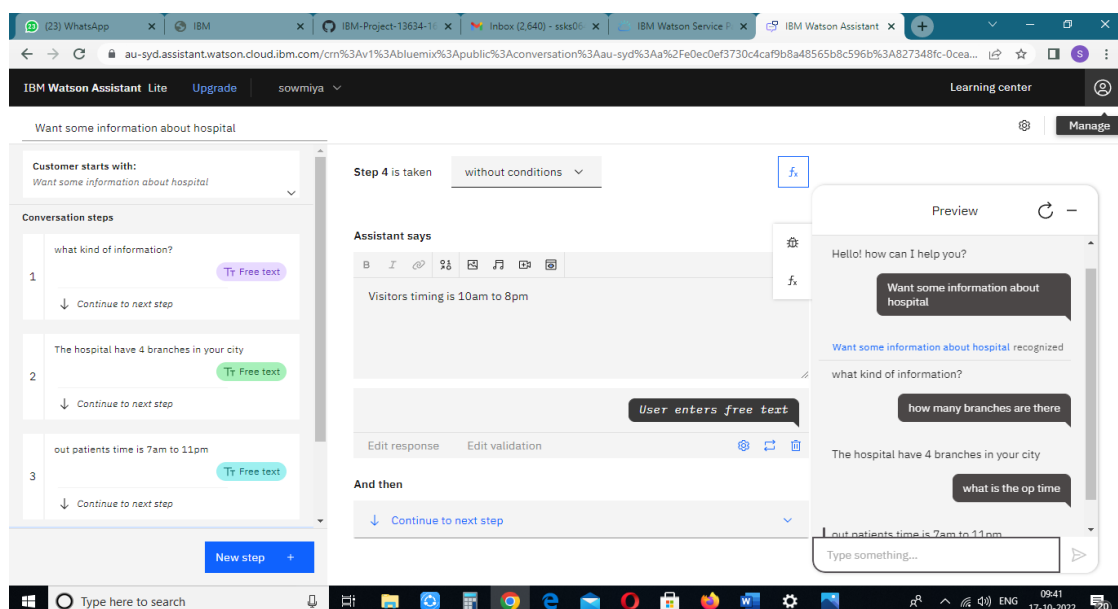 (23) WhatsApp
IBM
IBM-Project-13634-16
Inbox (2,640) - ssks06
IBM Watson Service P
IBM Watson Assistant
au-syd.assistant.watson.cloud.ibm.com/crn%3Av1%3Abluemix%3Apublic%3Aconversation%3Aau-syd%3Aa%2Fe0ec0ef3730c4caf9b8a48565b8c596b%3A827348fc-0cea...
S
IBM Watson Assistant Lite
Upgrade
sowmiya
Learning center
Want some information about hospital
Manage
Customer starts with:
Want some information about hospital
Conversation steps
1
what kind of information?
Free text
Continue to next step
2
The hospital have 4 branches in your city
Free text
Continue to next step
3
out patients time is 7am to 11pm
Free text
Continue to next step
New step +
Step 4 is taken
without conditions
fx
Assistant says
B I
Visitors timing is 10am to 8pm
fx
User enters free text
Edit response
Edit validation
And then
Continue to next step
Preview
Hello! how can I help you?
Want some information about
hospital
Want some information about hospital recognized
what kind of information?
how many branches are there
The hospital have 4 branches in your city
what is the op time
out patients time is 7am to 11pm
Type something...
Type here to search
ENG
09:41
17-10-2022